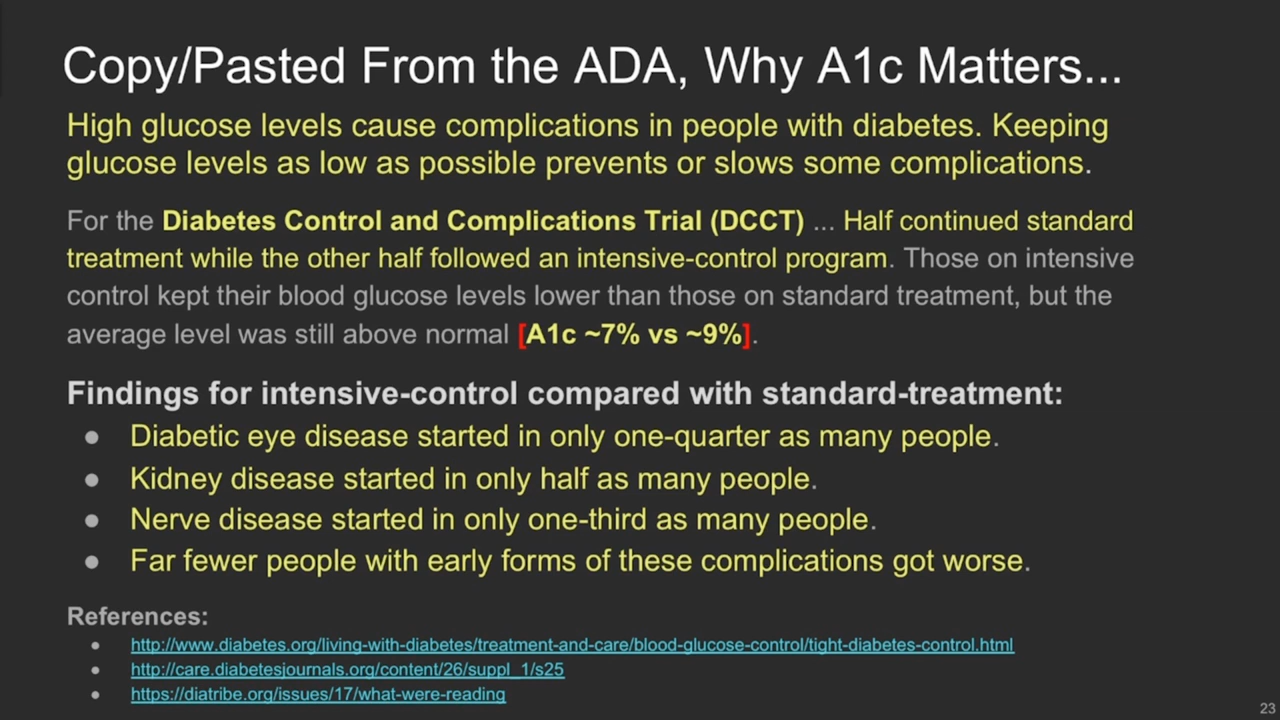 Copy/Pasted From the ADA, Why A1c Matters...
High glucose levels cause complications in people with diabetes. Keeping
glucose levels as low as possible prevents or slows some complications.
For the Diabetes Control and Complications Trial (DCCT) ... Half continued standard
treatment while the other half followed an intensive-control program. Those on intensive
control kept their blood glucose levels lower than those on standard treatment, but the
average level was still above normal [A1c ~7% vs ~9%].
Findings for intensive-control compared with standard-treatment:
● Diabetic eye disease started in only one-quarter as many people.
● Kidney disease started in only half as many people.
● Nerve disease started in only one-third as many people.
● Far fewer people with early forms of these complications got worse.
References:
● http://www.diabetes.org/living-with-diabetes/treatment-and-care/blood-glucose-control/tight-diabetes-control.html
● http://care.diabetesjournals.org/content/26/suppl_1/s25
● https://diatribe.org/issues/17/what-were-reading
23